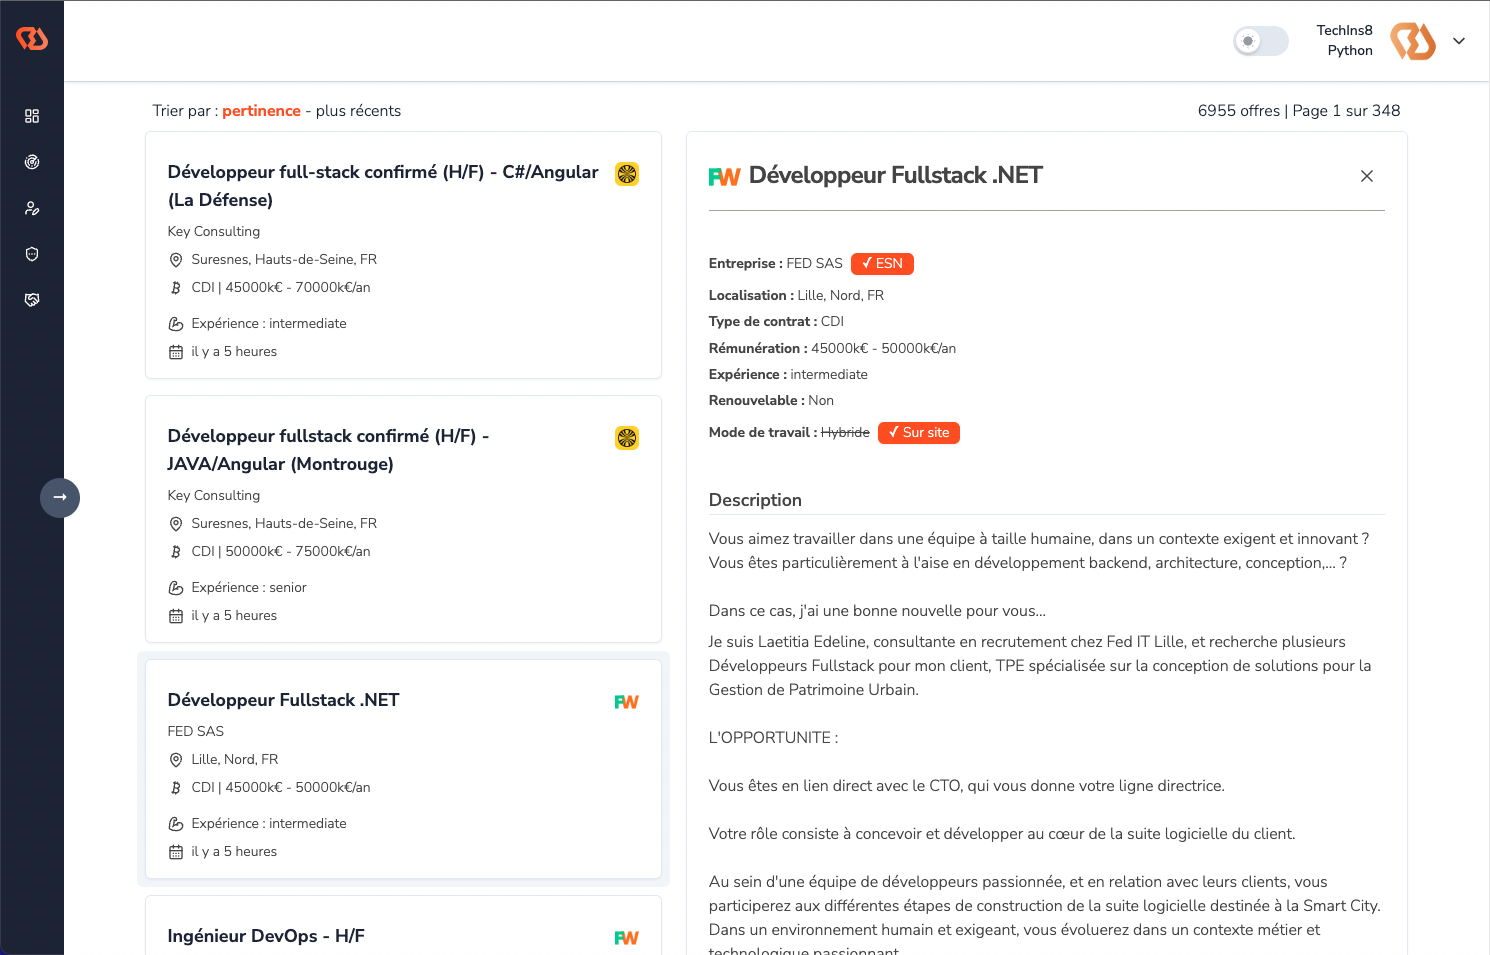 TechIns8
Python
Trier par : pertinence - plus récents
6955 offres | Page 1 sur 348
Développeur full-stack confirmé (H/F) - C#/Angular
(La Défense)
Key Consulting
Suresnes, Hauts-de-Seine, FR
CDI | 45000k€ - 70000k€/an
Expérience : intermediate
il y a 5 heures
Développeur fullstack confirmé (H/F) -
JAVA/Angular (Montrouge)
Key Consulting
Suresnes, Hauts-de-Seine, FR
CDI | 50000k€ - 75000k€/an
Expérience : senior
il y a 5 heures
Développeur Fullstack .NET
FW
FED SAS
Lille, Nord, FR
CDI | 45000k€ - 50000k€/an
Expérience : intermediate
il y a 5 heures
Ingénieur DevOps - H/F
FW
FW Développeur Fullstack .NET
Entreprise : FED SAS ✓ ESN
Localisation : Lille, Nord, FR
Type de contrat : CDI
Rémunération : 45000k€ - 50000k€/an
Expérience : intermediate
Renouvelable : Non
Mode de travail : Hybride ✓ Sur site
Description
Vous aimez travailler dans une équipe à taille humaine, dans un contexte exigent et innovant ?
Vous êtes particulièrement à l'aise en développement backend, architecture, conception,... ?
Dans ce cas, j'ai une bonne nouvelle pour vous...
Je suis Laetitia Edeline, consultante en recrutement chez Fed IT Lille, et recherche plusieurs
Développeurs Fullstack pour mon client, TPE spécialisée sur la conception de solutions pour la
Gestion de Patrimoine Urbain.
L'OPPORTUNITE :
Vous êtes en lien direct avec le CTO, qui vous donne votre ligne directrice.
Votre rôle consiste à concevoir et développer au cœur de la suite logicielle du client.
Au sein d'une équipe de développeurs passionnée, et en relation avec leurs clients, vous
participerez aux différentes étapes de construction de la suite logicielle destinée à la Smart City.
Dans un environnement humain et exigeant, vous évoluerez dans un contexte métier et
technologique passionnant.